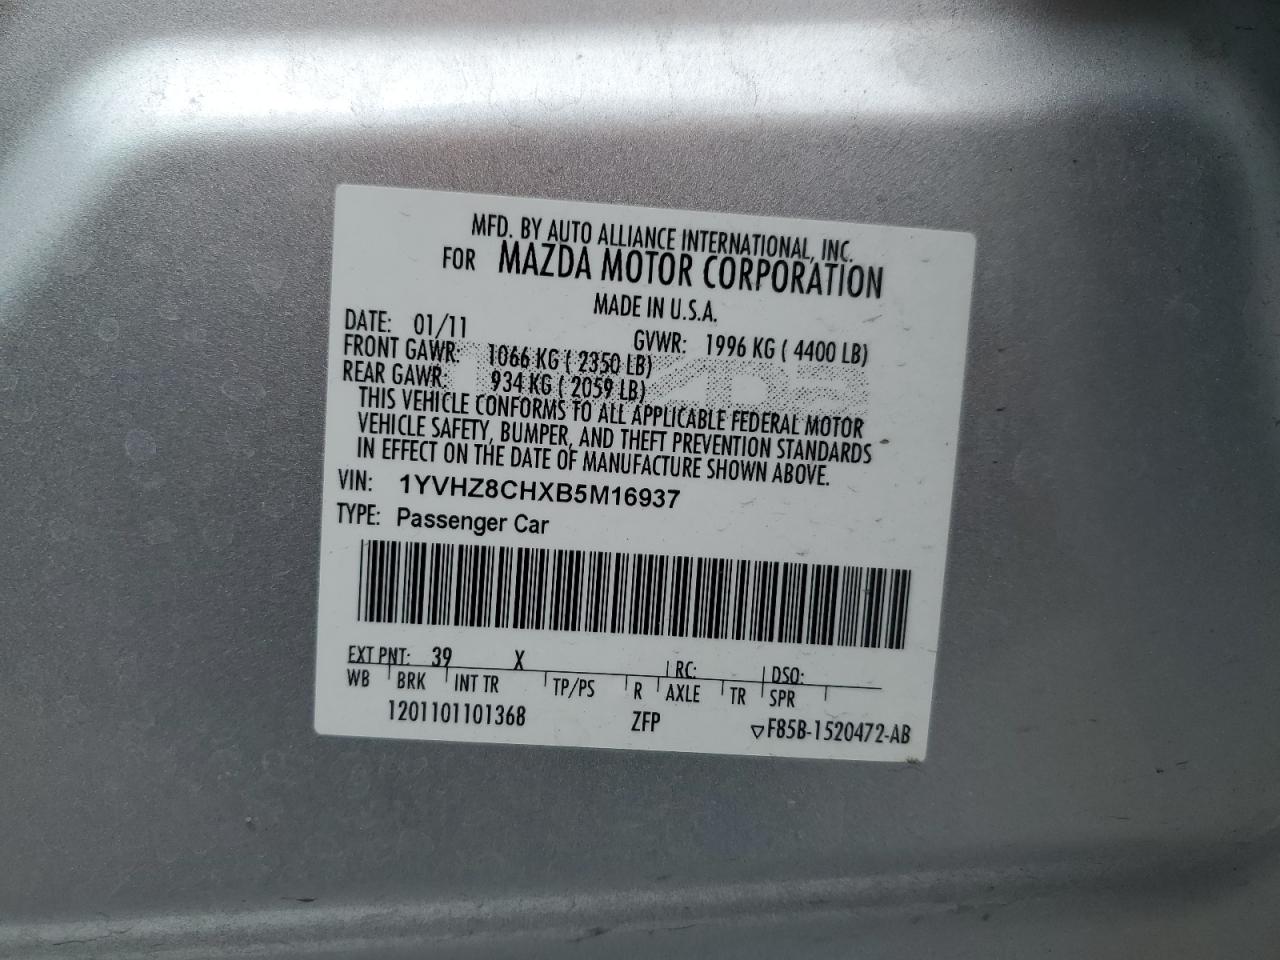 MFD. BY AUTO ALLIANCE INTERNATIONAL, INC.
FOR MAZDA MOTOR CORPORATION
MADE IN U.S.A.
DATE: 01/11 GVWR: 1996 KG ( 4400 LB)
FRONT GAWR: 1066 KG ( 2350 LB)
REAR GAWR: 934 KG ( 2059 LB)
THIS VEHICLE CONFORMS TO ALL APPLICABLE FEDERAL MOTOR
VEHICLE SAFETY, BUMPER, AND THEFT PREVENTION STANDARDS
IN EFFECT ON THE DATE OF MANUFACTURE SHOWN ABOVE.
VIN: 1YVHZ8CHXB5M16937
TYPE: Passenger Car
EXT PNT: 39 X RC: DSO:
WB BRK INT TR TP/PS R AXLE TR SPR
1201101101368 ZFP ▽F85B-1520472-AB